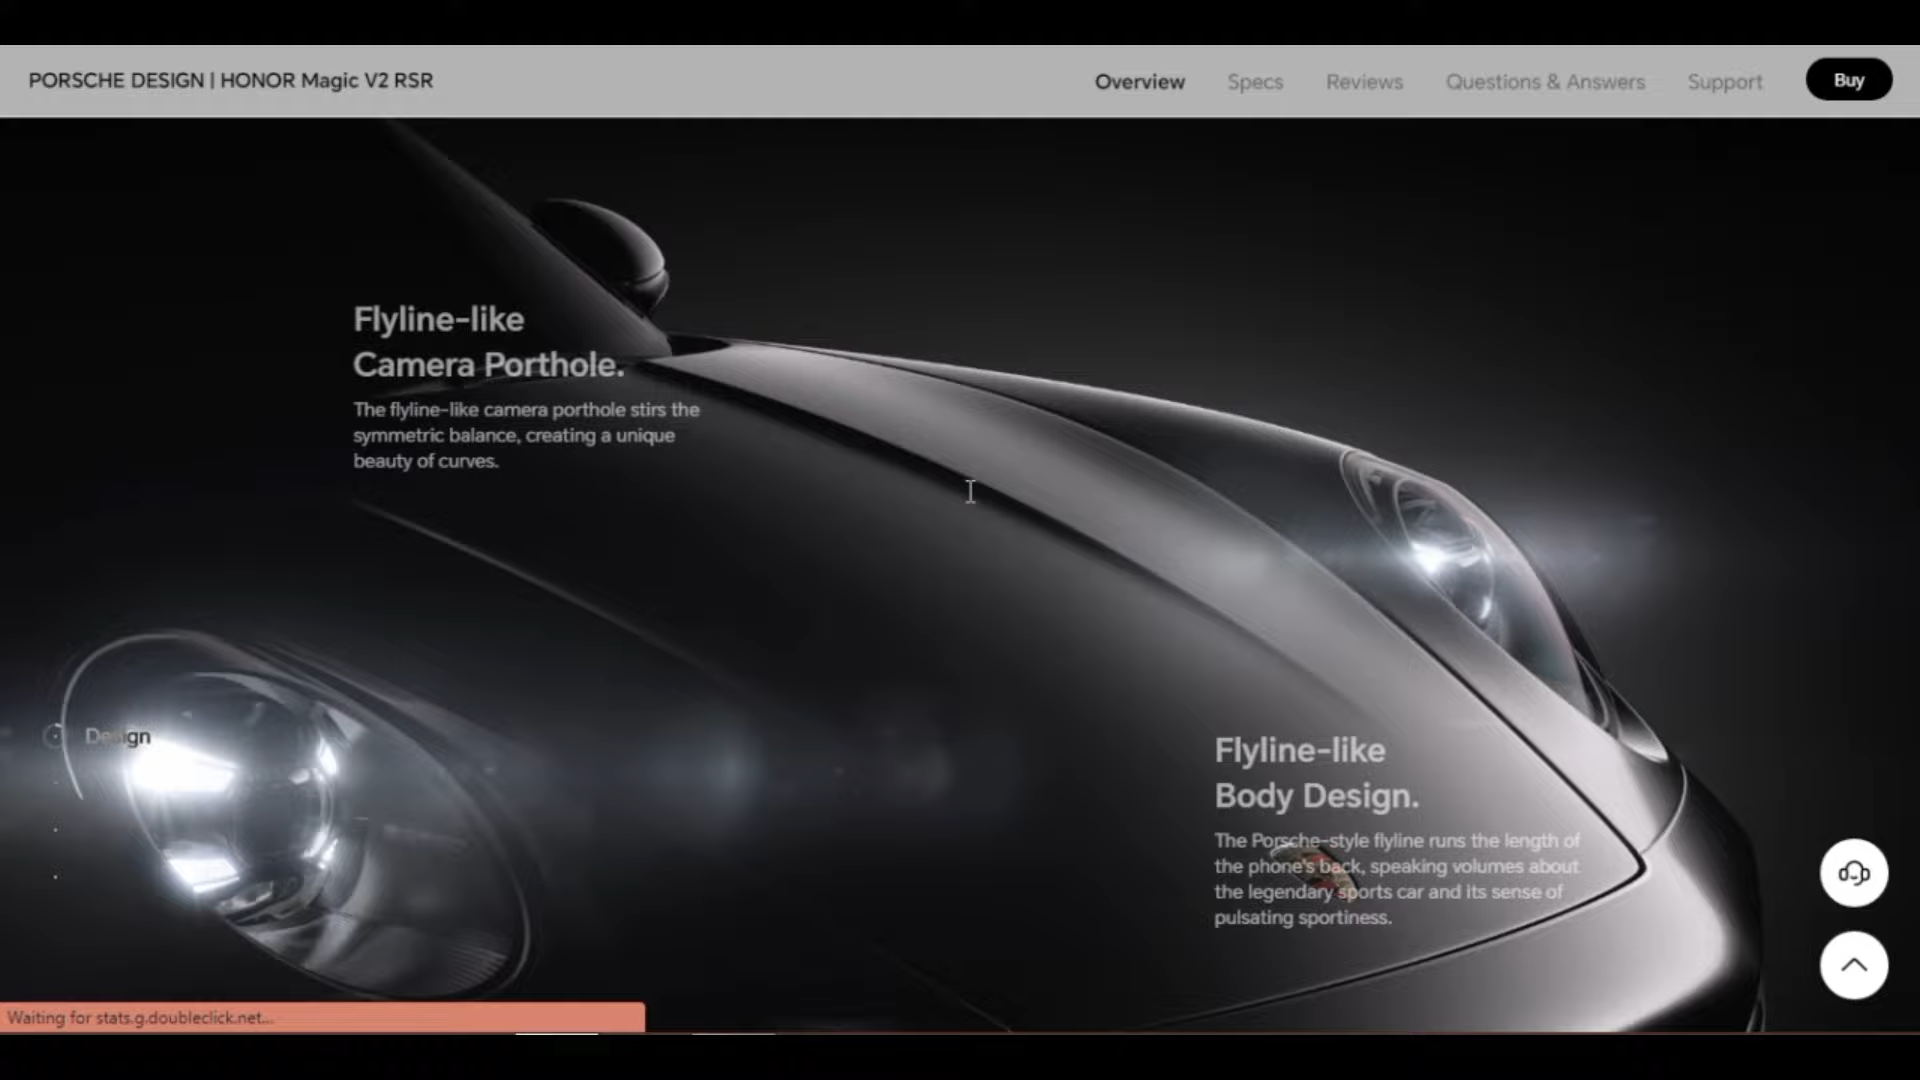 PORSCHE DESIGN | HONOR Magic V2 RSR
Overview
Specs
Reviews
Questions & Answers
Support
Buy
Flyline-like
Camera Porthole.
The flyline-like camera porthole stirs the
symmetric balance, creating a unique
beauty of curves.
Design
Flyline-like
Body Design.
The Porsche-style flyline runs the length of
the phone's back, speaking volumes about
the legendary sports car and its sense of
pulsating sportiness.
Waiting for stats.g.doubleclick.net...